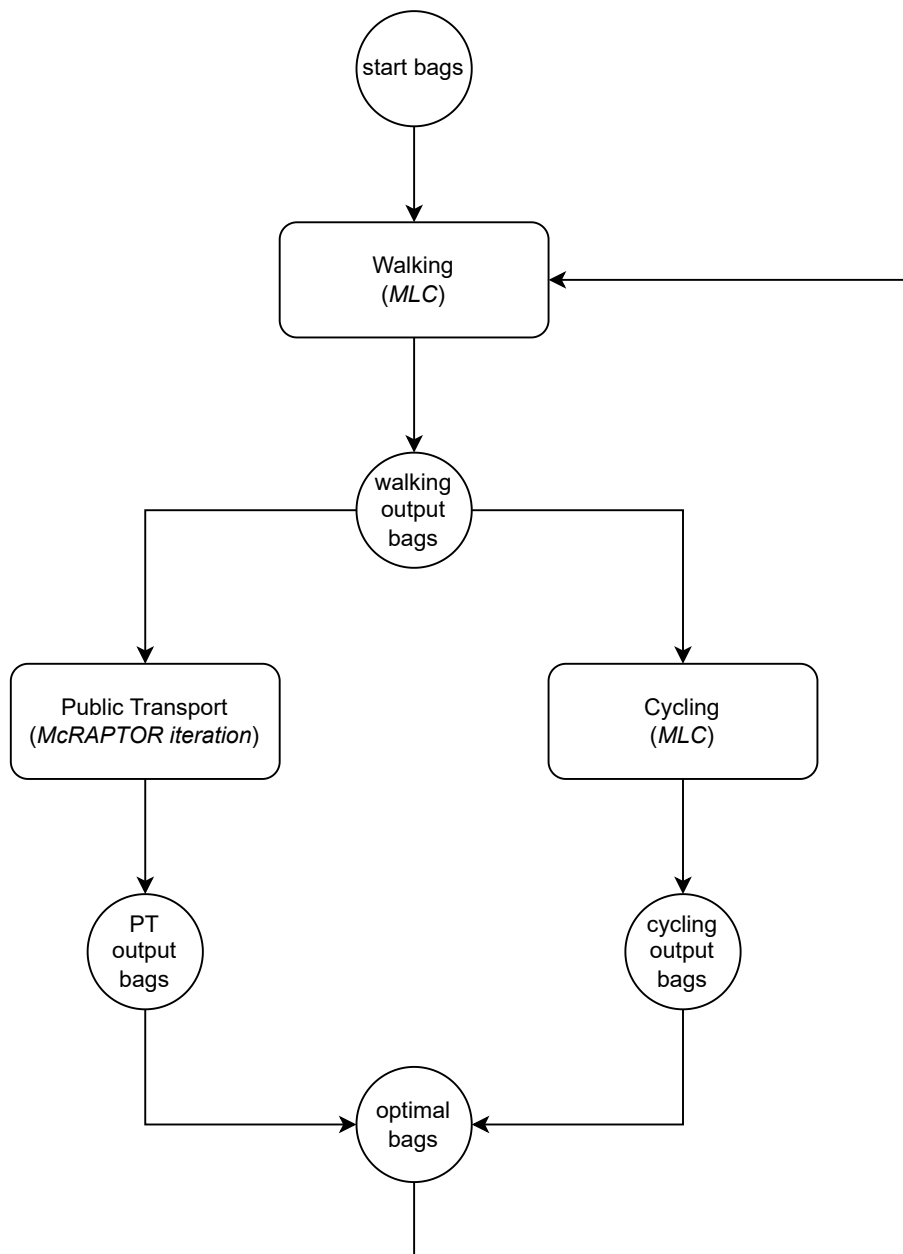 start bags
Walking
(MLC)
walking
output
bags
Public Transport
(McRAPTOR iteration)
Cycling
(MLC)
PT
output
bags
cycling
output
bags
optimal
bags